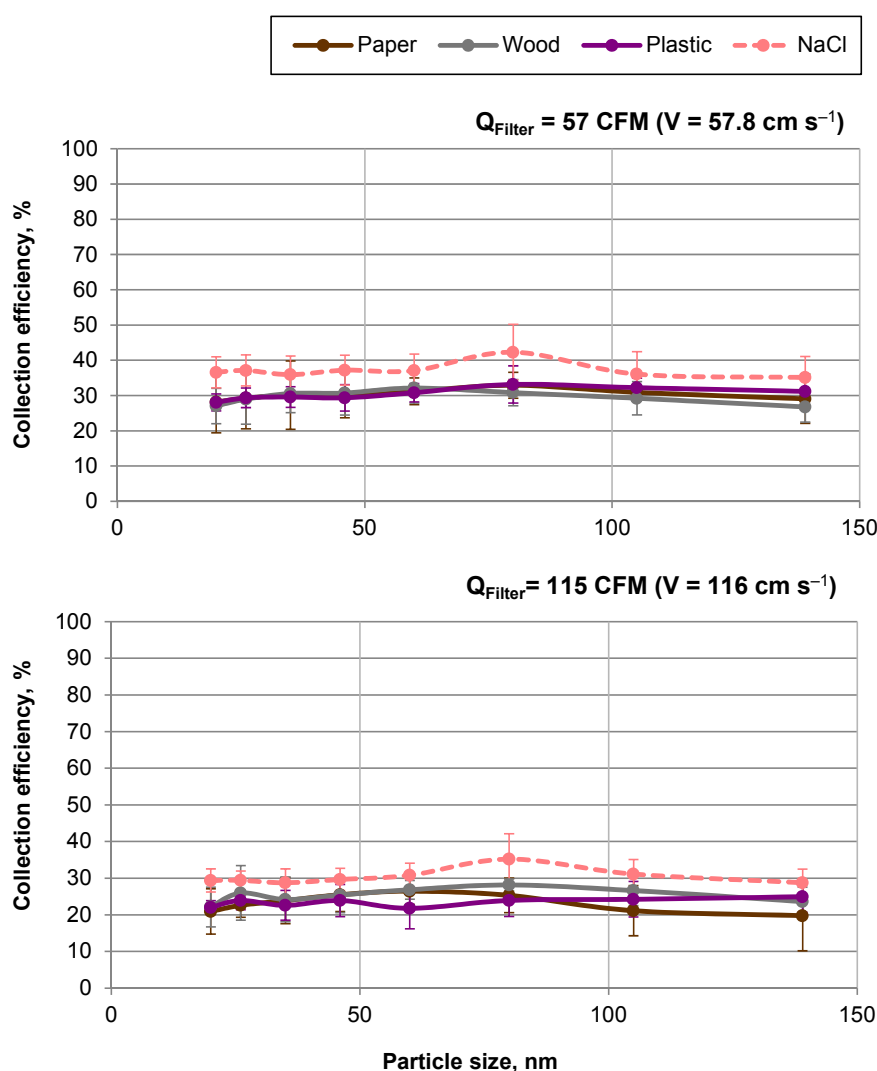 Paper Wood Plastic NaCl
Q_Filter = 57 CFM (V = 57.8 cm s⁻¹)
100
90
80
70
60
50
40
30
20
10
0
Collection efficiency, %
0 50 100 150
Q_Filter= 115 CFM (V = 116 cm s⁻¹)
100
90
80
70
60
50
40
30
20
10
0
Collection efficiency, %
0 50 100 150
Particle size, nm